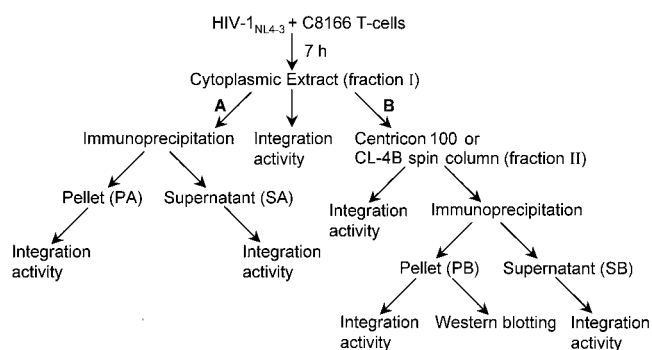 HIV-1NL4-3 + C8166 T-cells
7 h
Cytoplasmic Extract (fraction I)
A
B
Immunoprecipitation
Integration
activity
Centricon 100 or
CL-4B spin column (fraction II)
Pellet (PA)
Supernatant (SA)
Integration
activity
Immunoprecipitation
Integration
activity
Integration
activity
Pellet (PB)
Supernatant (SB)
Integration
activity
Western blotting
Integration
activity